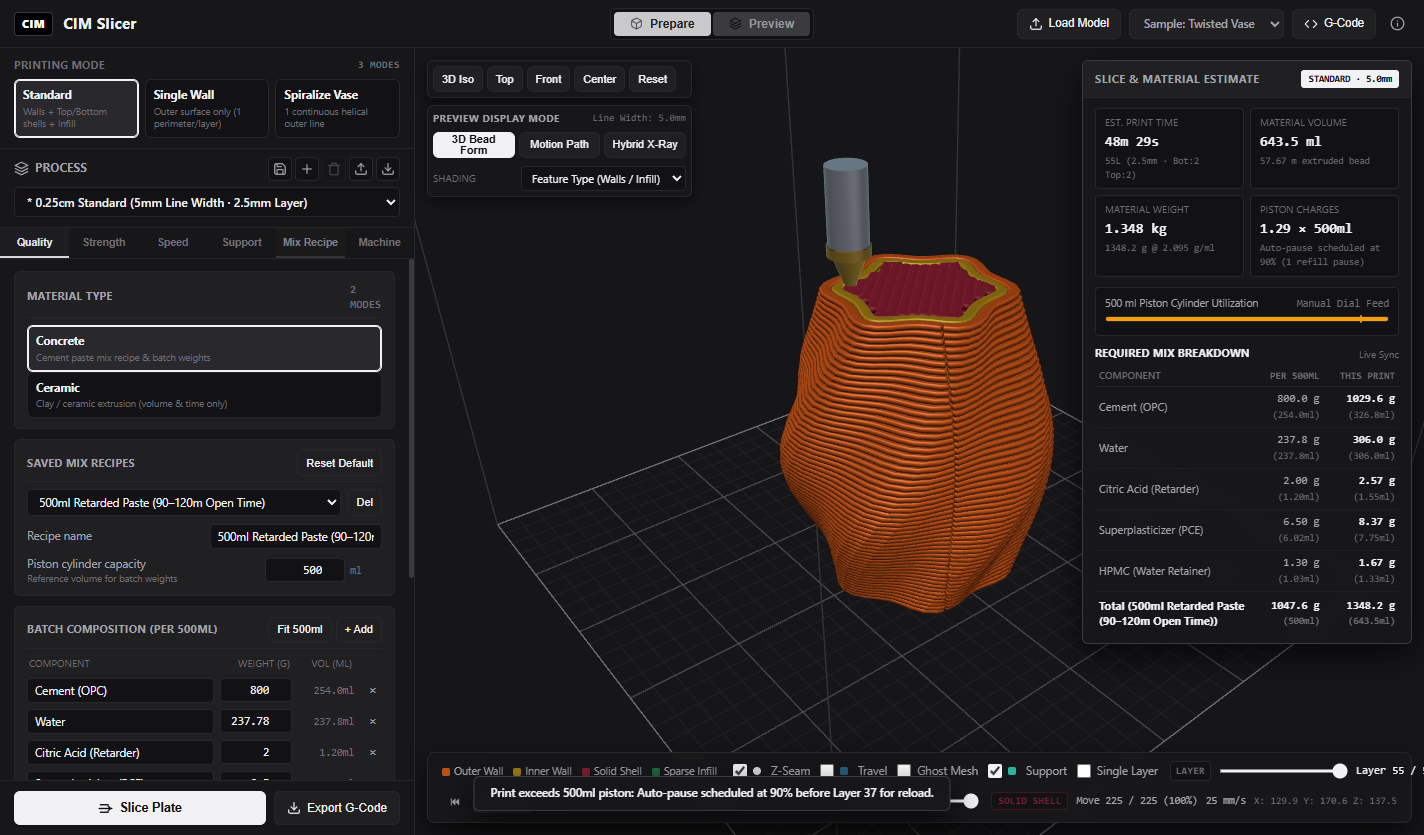 CIM
CIM Slicer
Prepare
Preview
Load Model
Sample: Twisted Vase
G-Code
PRINTING MODE
3 MODES
Standard
Walls + Top/Bottom
shells + Infill
Single Wall
Outer surface only (1
perimeter/layer)
Spiralize Vase
1 continuous helical
outer line
PROCESS
* 0.25cm Standard (5mm Line Width · 2.5mm Layer)
Quality
Strength
Speed
Support
Mix Recipe
Machine
MATERIAL TYPE
2
MODES
Concrete
Cement paste mix recipe & batch weights
Ceramic
Clay / ceramic extrusion (volume & time only)
SAVED MIX RECIPES
Reset Default
500ml Retarded Paste (90–120m Open Time)
Del
Recipe name
500ml Retarded Paste (90–120r
Piston cylinder capacity
Reference volume for batch weights
500
ml
BATCH COMPOSITION (PER 500ML)
Fit 500ml
+ Add
COMPONENT
WEIGHT (G)
VOL (ML)
Cement (OPC)
800
254.0ml
×
Water
237.78
237.8ml
×
Citric Acid (Retarder)
2
1.20ml
×
Slice Plate
Export G-Code
3D Iso
Top
Front
Center
Reset
PREVIEW DISPLAY MODE
Line Width: 5.0mm
3D Bead
Form
Motion Path
Hybrid X-Ray
SHADING
Feature Type (Walls / Infill)
SLICE & MATERIAL ESTIMATE
STANDARD · 5.0mm
EST. PRINT TIME
48m 29s
55L (2.5mm · Bot:2
Top:2)
MATERIAL VOLUME
643.5 ml
57.67 m extruded bead
MATERIAL WEIGHT
1.348 kg
1348.2 g @ 2.095 g/ml
PISTON CHARGES
1.29 × 500ml
Auto-pause scheduled at
90% (1 refill pause)
500 ml Piston Cylinder Utilization
Manual Dial Feed
REQUIRED MIX BREAKDOWN
Live Sync
COMPONENT
PER 500ML
THIS PRINT
Cement (OPC)
800.0 g
(254.0ml)
1029.6 g
(326.8ml)
Water
237.8 g
(237.8ml)
306.0 g
(306.0ml)
Citric Acid (Retarder)
2.00 g
(1.20ml)
2.57 g
(1.55ml)
Superplasticizer (PCE)
6.50 g
(6.02ml)
8.37 g
(7.75ml)
HPMC (Water Retainer)
1.30 g
(1.03ml)
1.67 g
(1.33ml)
Total (500ml Retarded Paste
(90–120m Open Time))
1047.6 g
(500ml)
1348.2 g
(643.5ml)
Outer Wall
Inner Wall
Solid Shell
Sparse Infill
Z-Seam
Travel
Ghost Mesh
Support
Single Layer
LAYER
Layer 55 /
Print exceeds 500ml piston: Auto-pause scheduled at 90% before Layer 37 for reload.
SOLID SHELL
Move 225 / 225 (100%)
25 mm/s
X: 129.9 Y: 170.6 Z: 137.5